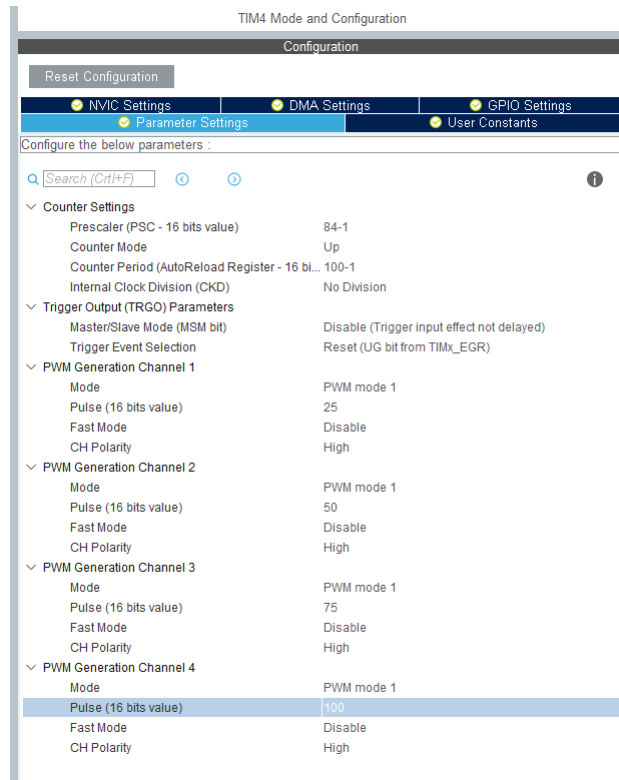 TIM4 Mode and Configuration
Configuration
Reset Configuration
NVIC Settings DMA Settings GPIO Settings
Parameter Settings User Constants
Configure the below parameters :
Search (Crtl+F)
Counter Settings
Prescaler (PSC - 16 bits value) 84-1
Counter Mode Up
Counter Period (AutoReload Register - 16 bi... 100-1
Internal Clock Division (CKD) No Division
Trigger Output (TRGO) Parameters
Master/Slave Mode (MSM bit) Disable (Trigger input effect not delayed)
Trigger Event Selection Reset (UG bit from TIMx_EGR)
PWM Generation Channel 1
Mode PWM mode 1
Pulse (16 bits value) 25
Fast Mode Disable
CH Polarity High
PWM Generation Channel 2
Mode PWM mode 1
Pulse (16 bits value) 50
Fast Mode Disable
CH Polarity High
PWM Generation Channel 3
Mode PWM mode 1
Pulse (16 bits value) 75
Fast Mode Disable
CH Polarity High
PWM Generation Channel 4
Mode PWM mode 1
Pulse (16 bits value) 100
Fast Mode Disable
CH Polarity High